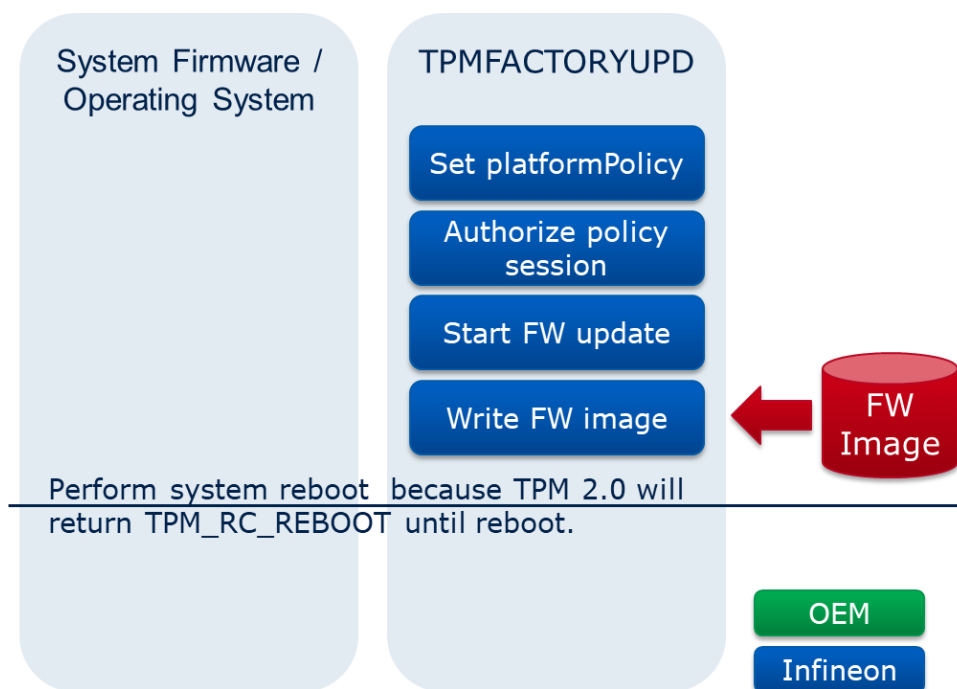 System Firmware /
Operating System
TPMFACTORYUPD
Set platformPolicy
Authorize policy
session
Start FW update
Write FW image
FW
Image
Perform system reboot because TPM 2.0 will
return TPM_RC_REBOOT until reboot.
OEM
Infineon